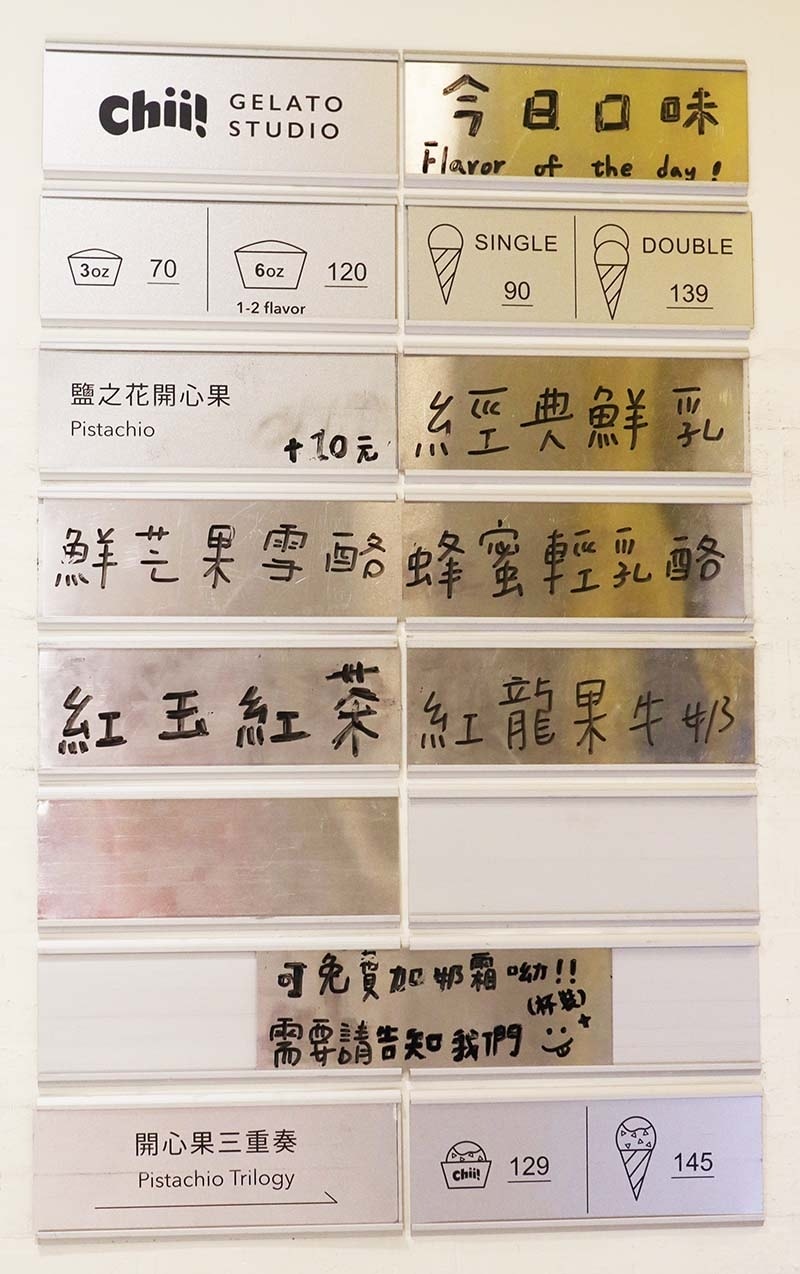 Chii! GELATO STUDIO
今日口味
Flavor of the day!
3oz 70
6oz 120
1-2 flavor
SINGLE
90
DOUBLE
139
鹽之花開心果
Pistachio
+10元
經典鮮乳
鮮芒果雪酪
蜂蜜輕乳酪
紅玉紅茶
紅龍果牛奶
可免費加奶霜呦!!
(杯裝)
需要請告知我們
開心果三重奏
Pistachio Trilogy
Chii! 129
145